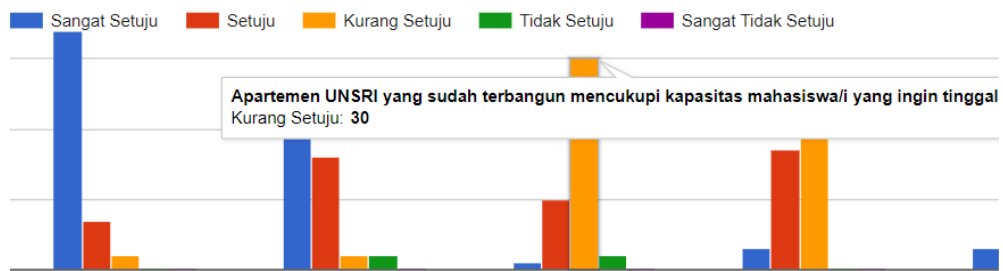 Sangat Setuju Setuju Kurang Setuju Tidak Setuju Sangat Tidak Setuju
Apartemen UNSRI yang sudah terbangun mencukupi kapasitas mahasiswa/i yang ingin tinggal
Kurang Setuju: 30